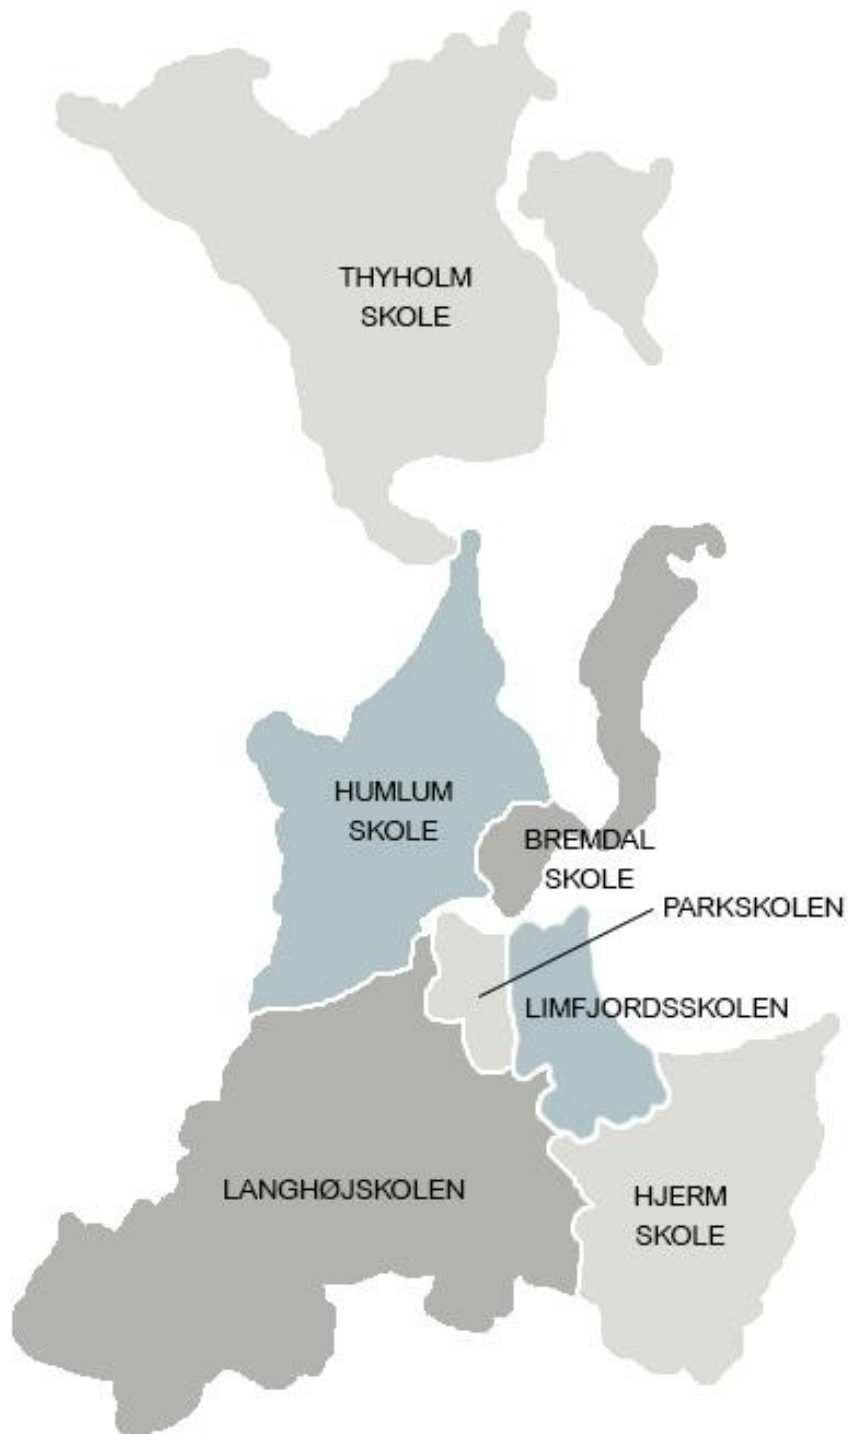 THYHOLM
SKOLE
HUMLUM
SKOLE
BREMDAL
SKOLE
PARKSKOLEN
LIMFJORDSSKOLEN
LANGHØJSKOLEN
HJERM
SKOLE